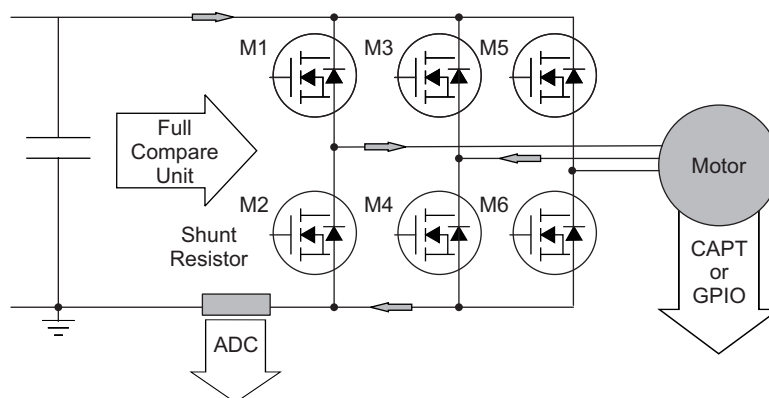 M1
M3
M5
Full
Compare
Unit
Motor
M2
M4
M6
Shunt
Resistor
CAPT
or
GPIO
ADC